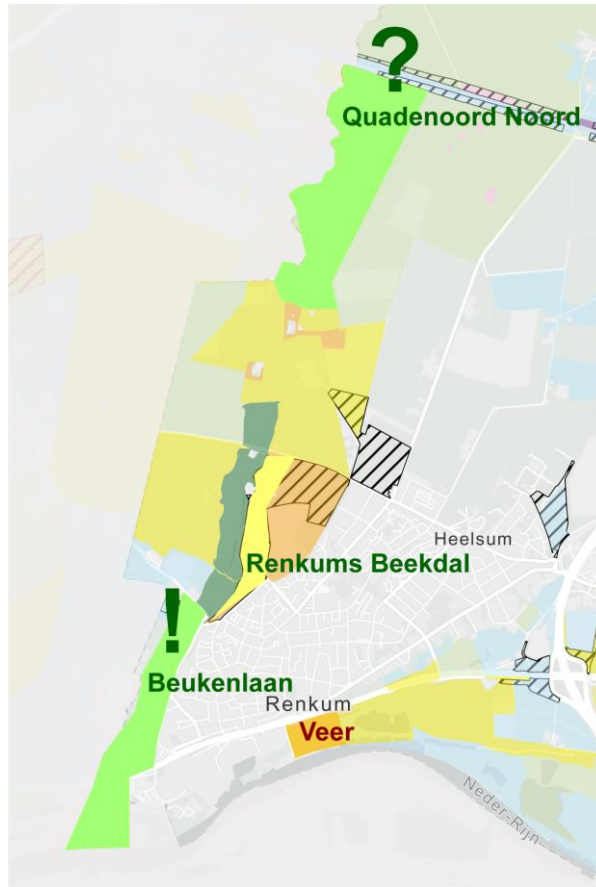 ?
Quadenoord Noord
Heelsum
Renkums Beekdal
!
Beukenlaan
Renkum
Veer
Neder-Rijn